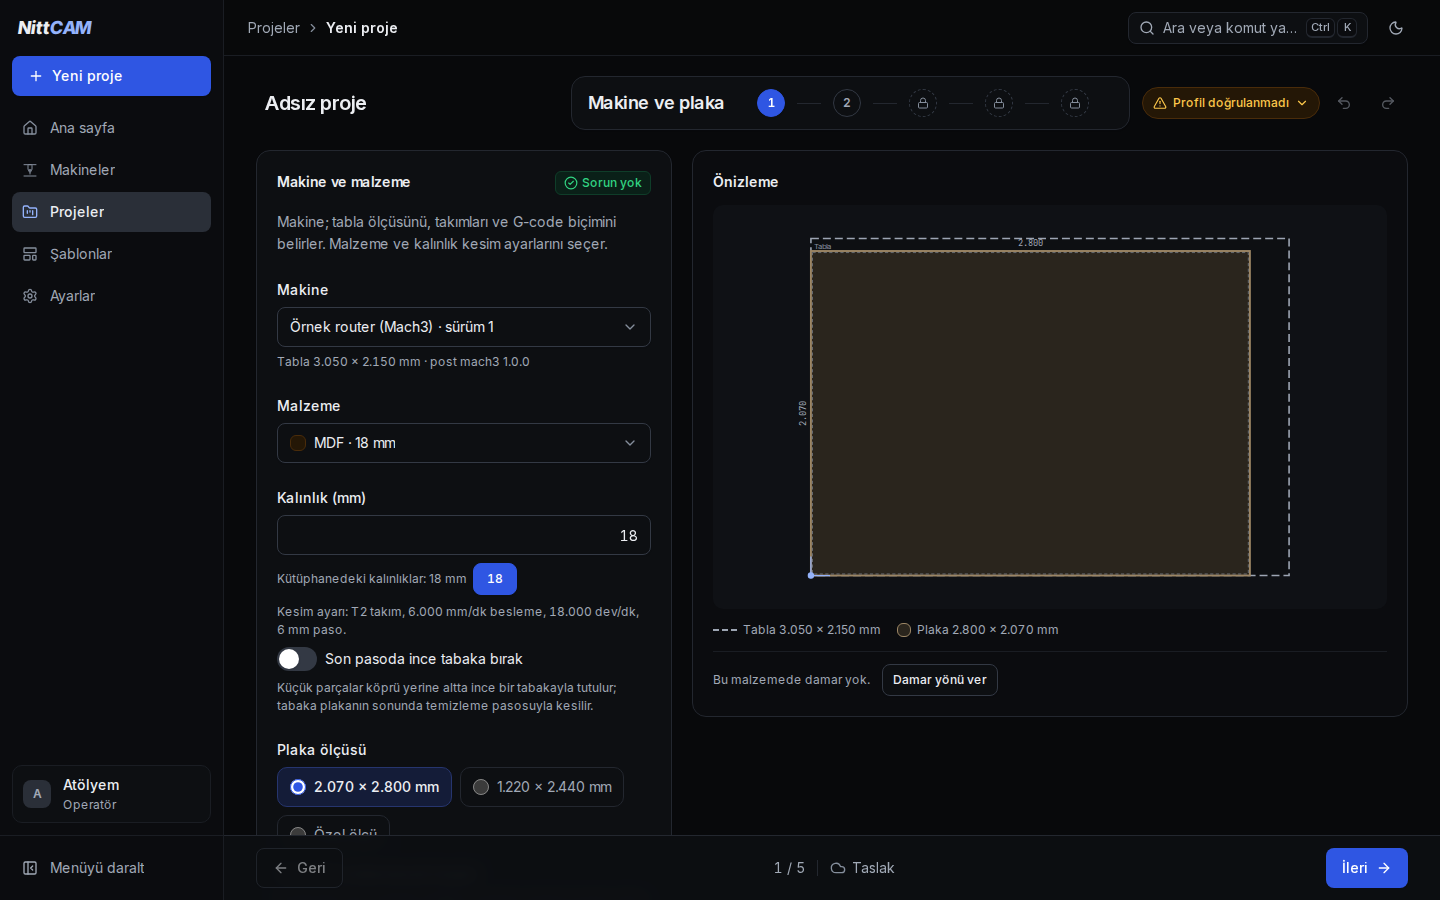 NittCAM
Yeni proje
Ana sayfa
Makineler
Projeler
Şablonlar
Ayarlar
A
Atölyem
Operatör
Menüyü daralt
Projeler > Yeni proje
Ara veya komut ya... Ctrl K
Adsız proje
Makine ve plaka 1 2
Profil doğrulanmadı
Makine ve malzeme
Sorun yok
Makine; tabla ölçüsünü, takımları ve G-code biçimini
belirler. Malzeme ve kalınlık kesim ayarlarını seçer.
Makine
Örnek router (Mach3) · sürüm 1
Tabla 3.050 × 2.150 mm · post mach3 1.0.0
Malzeme
MDF · 18 mm
Kalınlık (mm)
18
Kütüphanedeki kalınlıklar: 18 mm 18
Kesim ayarı: T2 takım, 6.000 mm/dk besleme, 18.000 dev/dk,
6 mm paso.
Son pasoda ince tabaka bırak
Küçük parçalar köprü yerine altta ince bir tabakayla tutulur;
tabaka plakanın sonunda temizleme pasosuyla kesilir.
Plaka ölçüsü
2.070 × 2.800 mm
1.220 × 2.440 mm
Özel ölçü
Önizleme
Tabla
2.800
2.070
Tabla 3.050 × 2.150 mm
Plaka 2.800 × 2.070 mm
Bu malzemede damar yok.
Damar yönü ver
Geri
1 / 5
Taslak
İleri